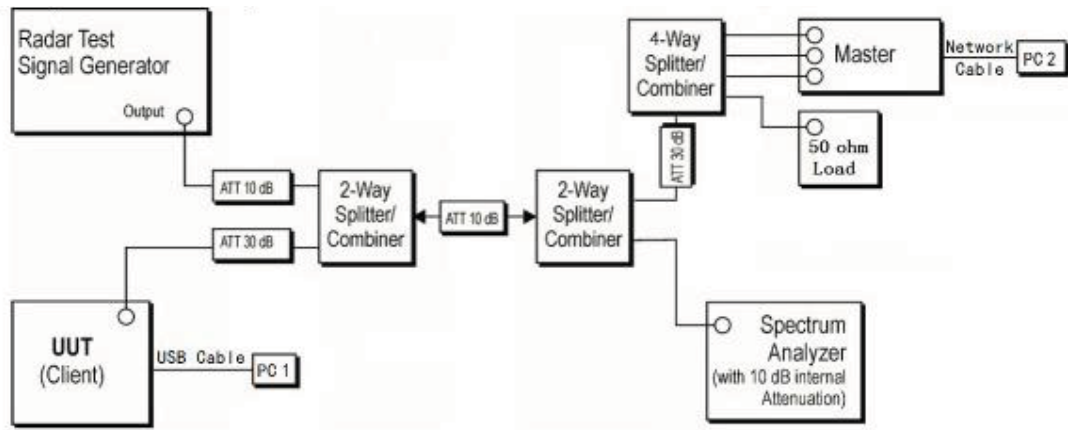 Radar Test
Signal Generator
Output
ATT 10 dB
ATT 30 dB
2-Way
Splitter/
Combiner
ATT 10 dB
2-Way
Splitter/
Combiner
ATT 30 dB
4-Way
Splitter/
Combiner
Master
Network
Cable
PC 2
50 ohm
Load
UUT
(Client)
USB Cable
PC 1
Spectrum
Analyzer
(with 10 dB internal
Attenuation)